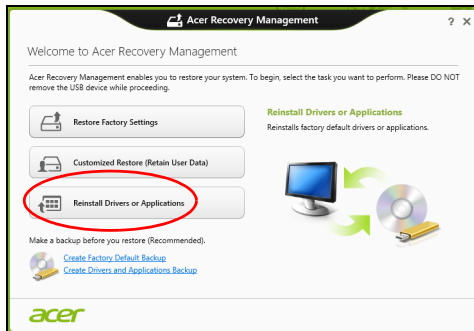 Acer Recovery Management
? X
Welcome to Acer Recovery Management
Acer Recovery Management enables you to restore your system. To begin, select the task you want to perform. Please DO NOT
remove the USB device while proceeding.
Restore Factory Settings
Customized Restore (Retain User Data)
Reinstall Drivers or Applications
Reinstall Drivers or Applications
Reinstalls factory default drivers or applications.
Make a backup before you restore (Recommended).
Create Factory Default Backup
Create Drivers and Applications Backup
acer